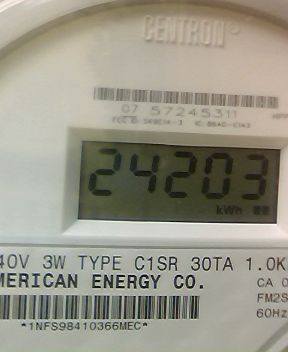 CENTRON®
07 57245311
24203
kWh
40V 3W TYPE C1SR 30TA 1.0K
MERICAN ENERGY CO.
CA 0
FM2S
60Hz
*1NFS98410366MEC*